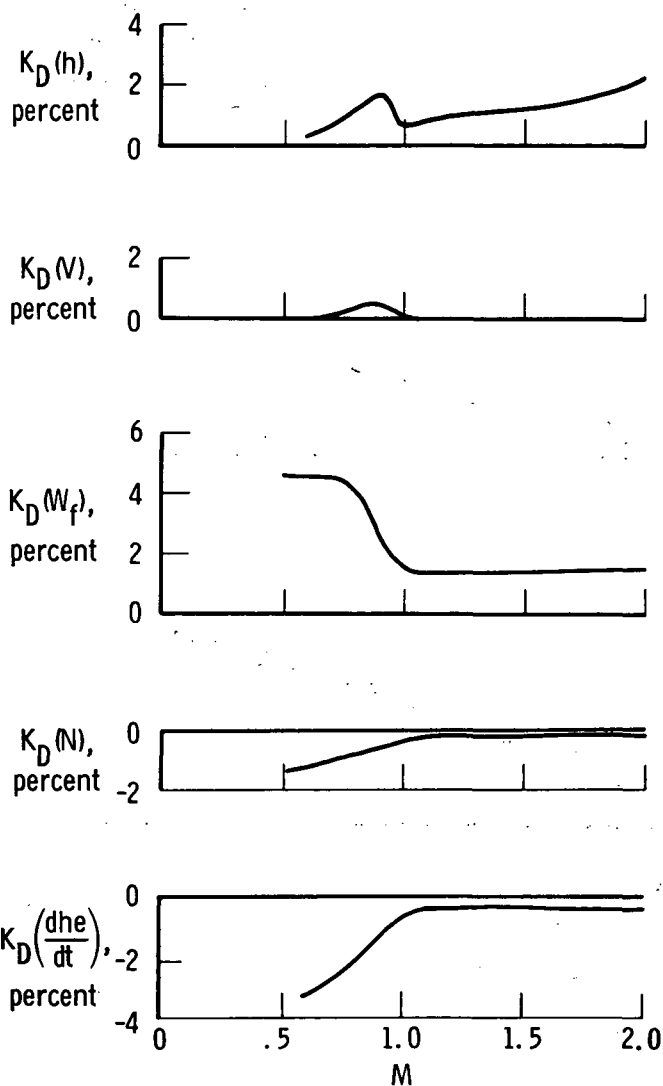 K_D(h),
percent
4
2
0
K_D(V),
percent
2
0
K_D(W_f),
percent
6
4
2
0
K_D(N),
percent
0
-2
K_D(dhe/dt),
percent
0
-2
-4
0 .5 1.0 1.5 2.0
M